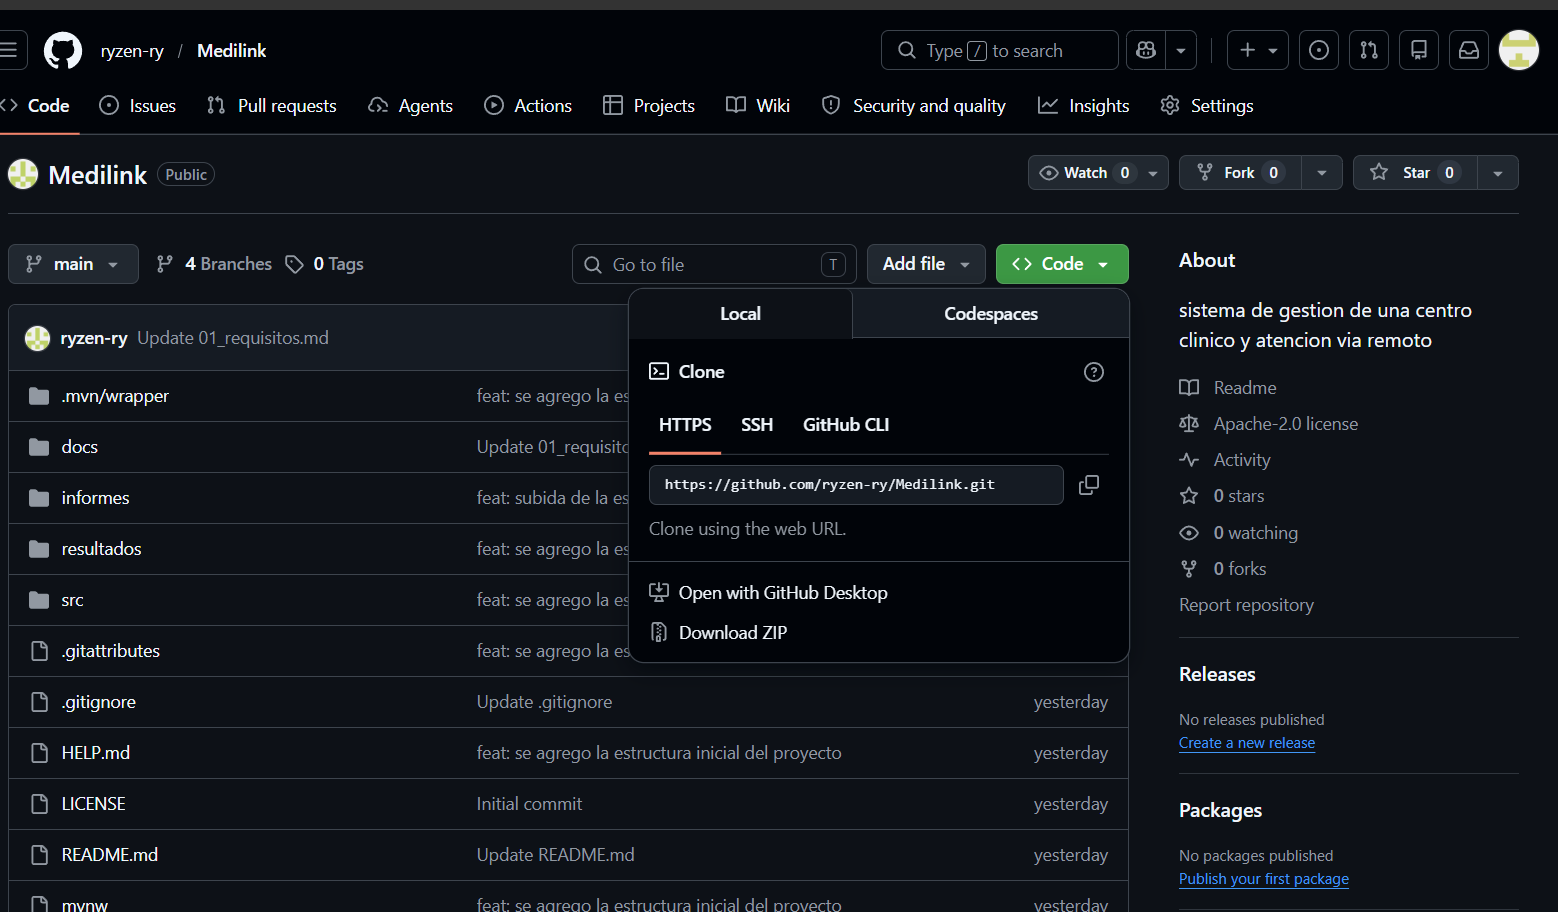 ryzen-ry / Medilink
Type / to search
Code Issues Pull requests Agents Actions Projects Wiki Security and quality Insights Settings
Medilink Public
Watch 0 Fork 0 Star 0
main 4 Branches 0 Tags Go to file T Add file Code
Local Codespaces
Clone
HTTPS SSH GitHub CLI
https://github.com/ryzen-ry/Medilink.git
Clone using the web URL.
Open with GitHub Desktop
Download ZIP
ryzen-ry Update 01_requisitos.md
.mvn/wrapper feat: se agrego la es
docs Update 01_requisito
informes feat: subida de la es
resultados feat: se agrego la es
src feat: se agrego la es
.gitattributes feat: se agrego la es
.gitignore Update .gitignore yesterday
HELP.md feat: se agrego la estructura inicial del proyecto yesterday
LICENSE Initial commit yesterday
README.md Update README.md yesterday
mvnw feat: se agrego la estructura inicial del proyecto yesterday
About
sistema de gestion de una centro
clinico y atencion via remoto
Readme
Apache-2.0 license
Activity
0 stars
0 watching
0 forks
Report repository
Releases
No releases published
Create a new release
Packages
No packages published
Publish your first package